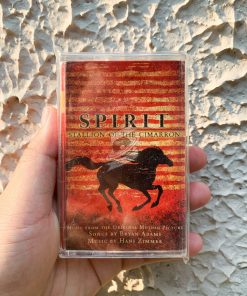 SPIRIT
STALLION OF THE CIMARRON
MUSIC FROM THE ORIGINAL MOTION PICTURE
SONGS BY BRYAN ADAMS
MUSIC BY HANS ZIMMER